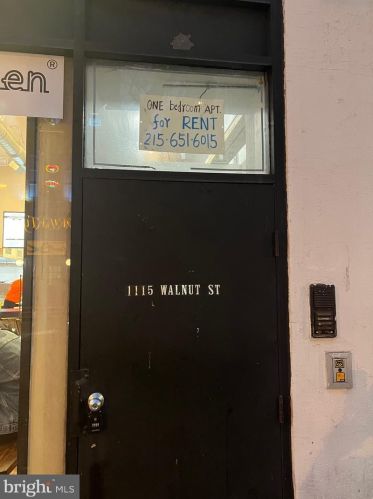 en®
ONE bedroom APT.
for RENT
215·651·6015
1115 WALNUT ST
bright MLS